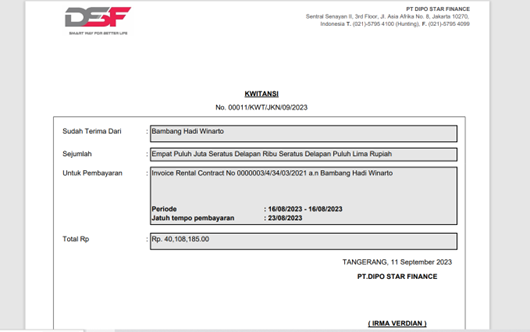 DSF
SMART WAY FOR BETTER LIFE
PT DIPO STAR FINANCE
Sentral Senayan II, 3rd Floor, Jl. Asia Afrika No. 8, Jakarta 10270,
Indonesia T. (021)-5795 4100 (Hunting), F. (021)-5795 4099
KWITANSI
No. 00011/KWT/JKN/09/2023
Sudah Terima Dari : Bambang Hadi Winarto
Sejumlah : Empat Puluh Juta Seratus Delapan Ribu Seratus Delapan Puluh Lima Rupiah
Untuk Pembayaran : Invoice Rental Contract No 0000003/4/34/03/2021 a.n Bambang Hadi Winarto
Periode : 16/08/2023 - 16/08/2023
Jatuh tempo pembayaran : 23/08/2023
Total Rp : Rp. 40,108,185.00
TANGERANG, 11 September 2023
PT.DIPO STAR FINANCE
( IRMA VERDIAN )